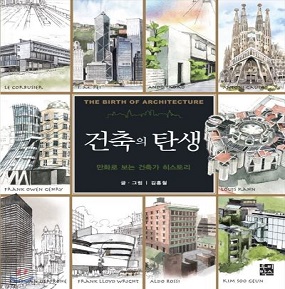 LE CORBUSIER
I. M. PEI
ANDO TADAO
ANTONI GAUDI
THE BIRTH OF ARCHITECTURE
건축의 탄생
만화로 보는 건축가 히스토리
글·그림 | 김홍철
FRANK OWEN GEHRY
LOUIS KAHN
FRANK LLOYD WRIGHT
ALDO ROSSI
KIM SOO GEUN